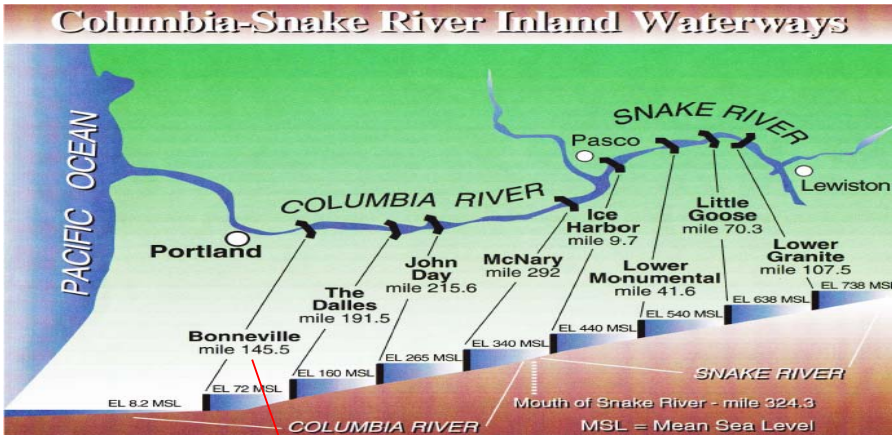 Columbia-Snake River Inland Waterways
PACIFIC OCEAN
SNAKE RIVER
Pasco
Lewiston
COLUMBIA RIVER
Portland
Bonneville
mile 145.5
The
Dalles
mile 191.5
John
Day
mile 215.6
McNary
mile 292
Ice
Harbor
mile 9.7
Lower
Monumental
mile 41.6
Little
Goose
mile 70.3
Lower
Granite
mile 107.5
EL 8.2 MSL
EL 72 MSL
EL 160 MSL
EL 265 MSL
EL 340 MSL
EL 440 MSL
EL 540 MSL
EL 638 MSL
EL 738 MSL
SNAKE RIVER
Mouth of Snake River - mile 324.3
COLUMBIA RIVER
MSL = Mean Sea Level